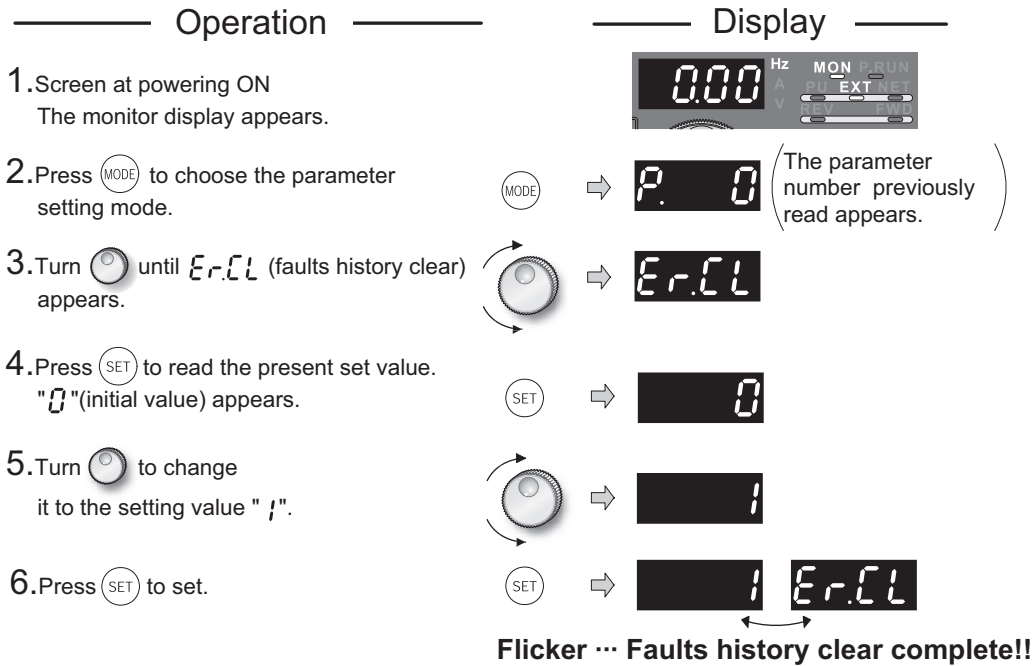 Operation
Display
1.Screen at powering ON
The monitor display appears.
0.00 Hz MON P.RUN
A PU EXT NET
V REV FWD
2.Press (MODE) to choose the parameter
setting mode.
MODE
P. 0
The parameter
number previously
read appears.
3.Turn until Er.CL (faults history clear)
appears.
Er.CL
4.Press (SET) to read the present set value.
"0"(initial value) appears.
SET
0
5.Turn to change
it to the setting value "1".
1
6.Press (SET) to set.
SET
1 Er.CL
Flicker ··· Faults history clear complete!!